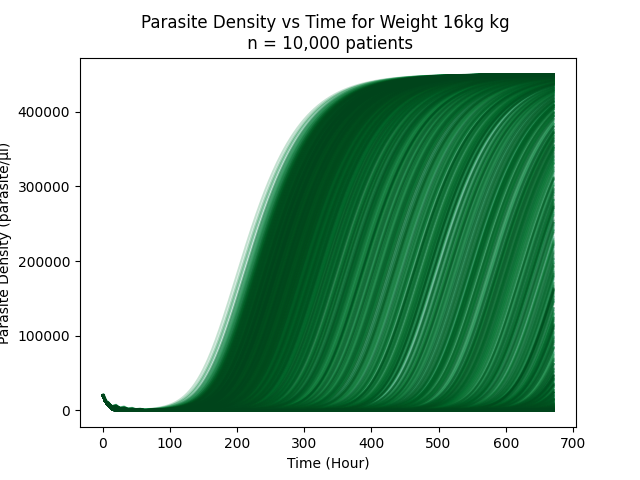 Parasite Density vs Time for Weight 16kg kg
n = 10,000 patients
Parasite Density (parasite/µl)
400000
300000
200000
100000
0
0 100 200 300 400 500 600 700
Time (Hour)